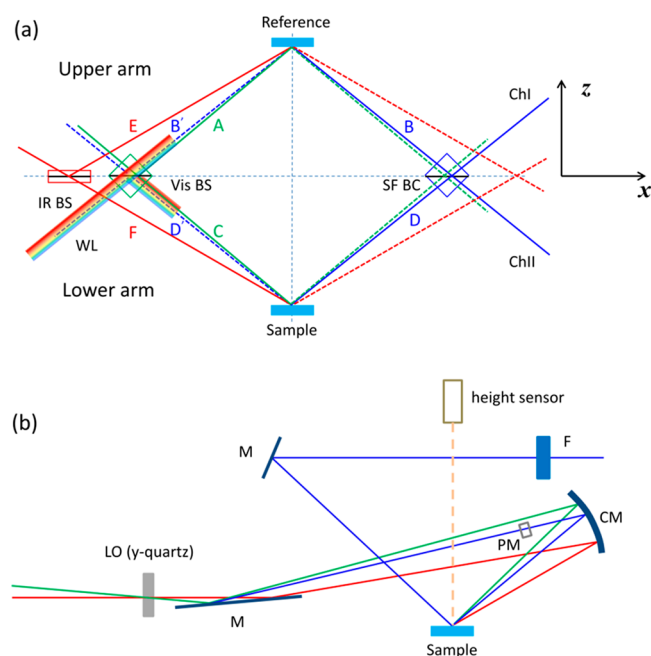 (a)
Reference
Upper arm
ChI
z
E
B′
A
B
IR BS
Vis BS
SF BC
x
WL
F
D′
C
D
ChII
Lower arm
Sample
(b)
height sensor
M
F
CM
PM
LO (y-quartz)
M
Sample